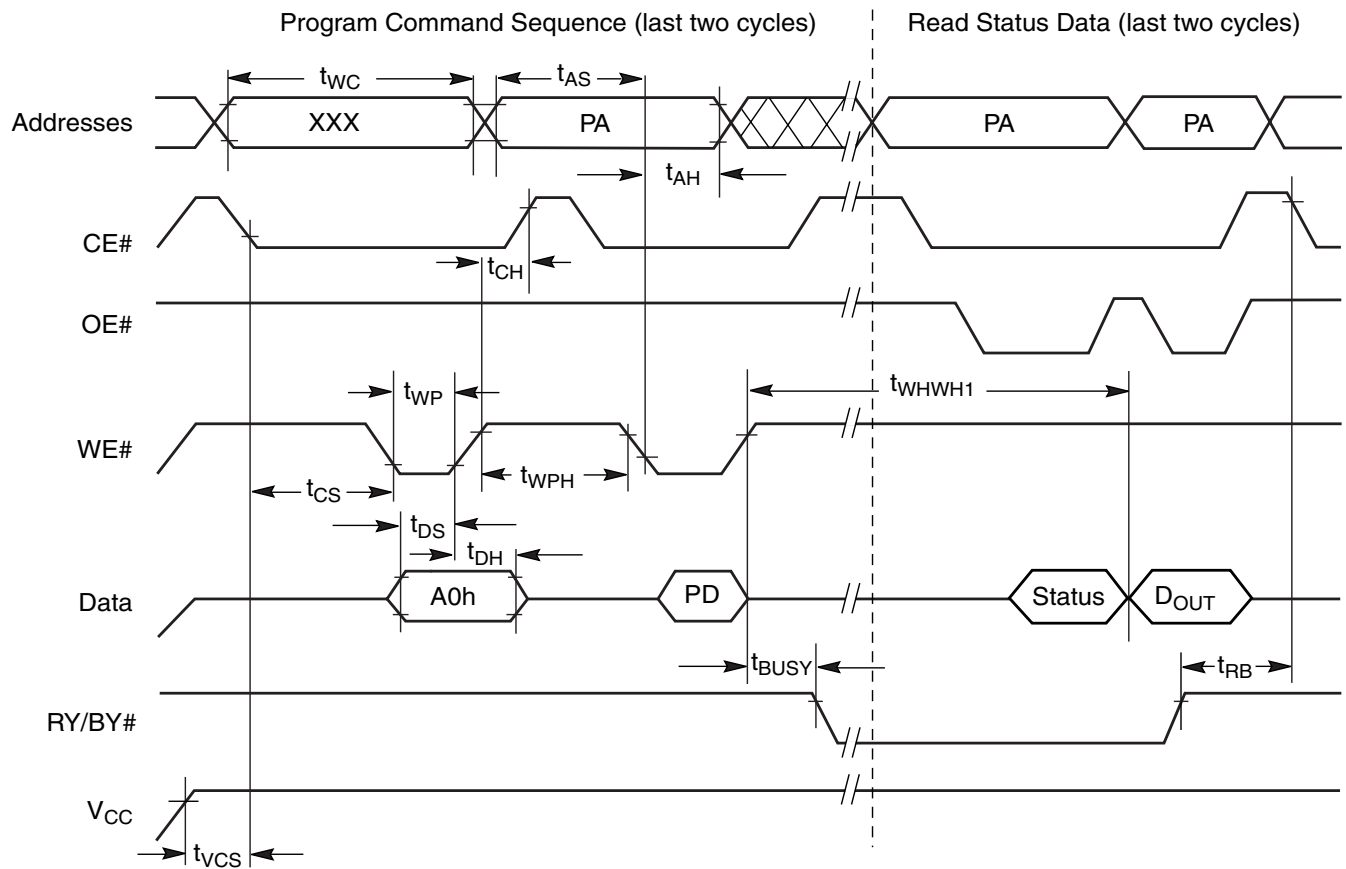 Program Command Sequence (last two cycles)
Read Status Data (last two cycles)
tWC
tAS
Addresses
XXX
PA
PA
PA
tAH
CE#
tCH
OE#
tWP
tWHWH1
WE#
tWPH
tCS
tDS
tDH
Data
A0h
PD
Status
DOUT
tBUSY
tRB
RY/BY#
VCC
tVCS